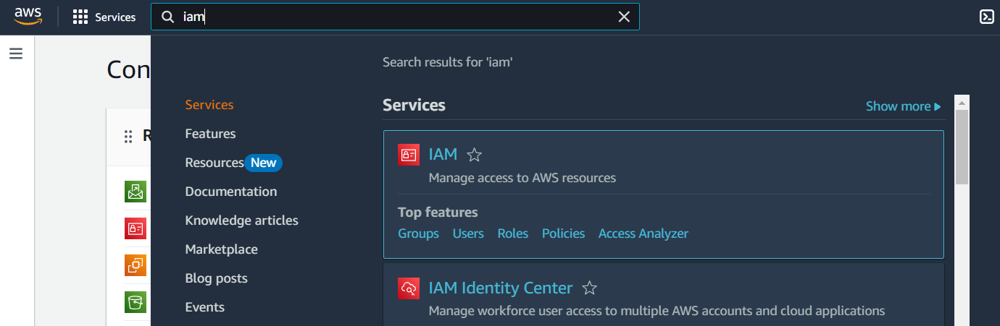 aws
Services
iam
Con
Search results for 'iam'
Services
Features
Resources New
Documentation
Knowledge articles
Marketplace
Blog posts
Events
Services
Show more
R
IAM
Manage access to AWS resources
Top features
Groups Users Roles Policies Access Analyzer
IAM Identity Center
Manage workforce user access to multiple AWS accounts and cloud applications